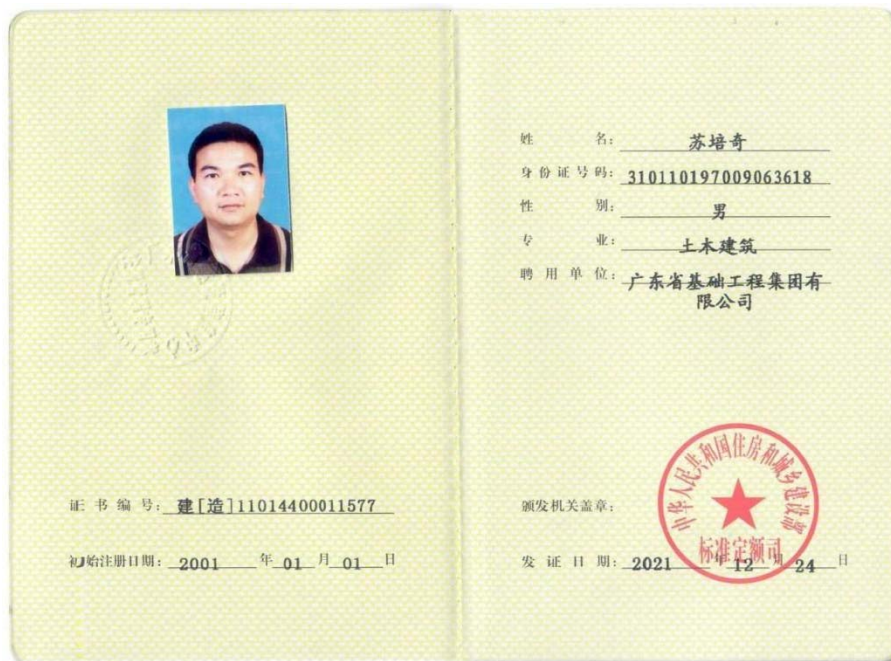 证书编号: 建[造]11014400011577
初始注册日期: 2001 年 01 月 01 日
姓名: 苏培奇
身份证号码: 310110197009063618
性别: 男
专业: 土木建筑
聘用单位: 广东省基础工程集团有
限公司
颁发机关盖章:
中华人民共和国住房和城乡建设部
标准定额司
发证日期: 2021 年 12 月 24 日